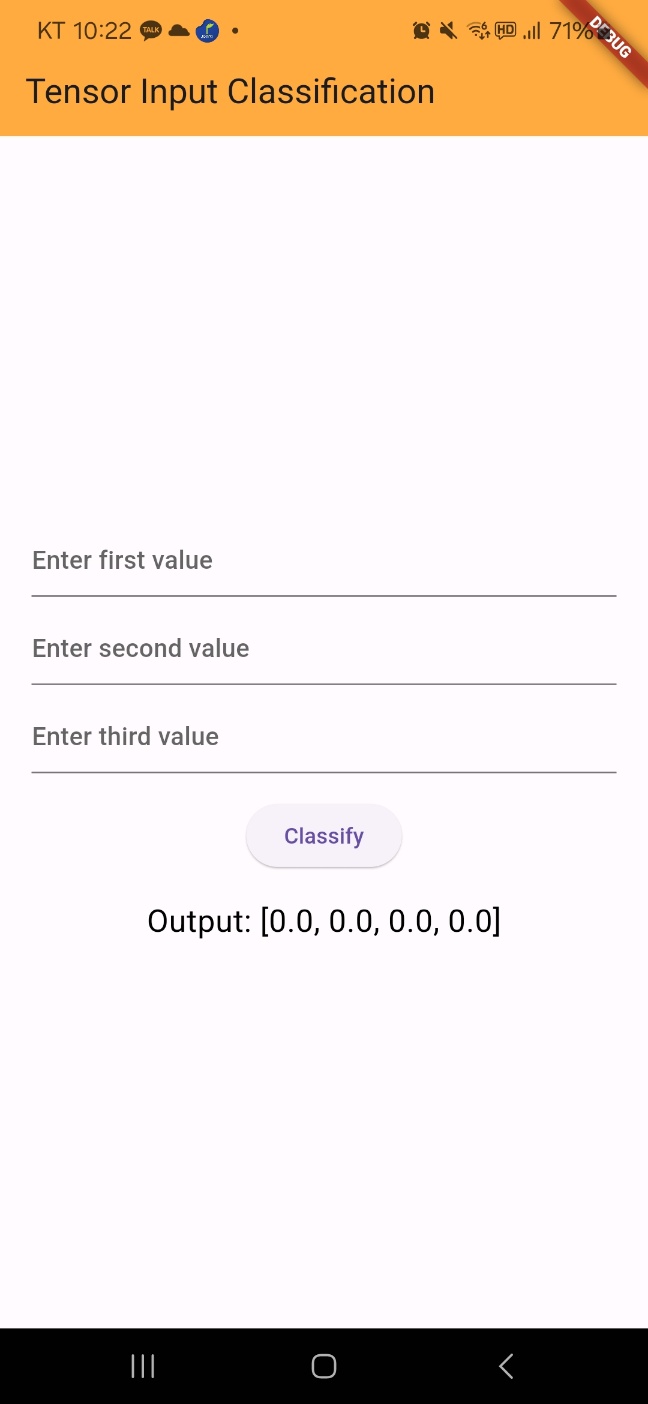 KT 10:22 TALK HD 71%
DEBUG
Tensor Input Classification
Enter first value
Enter second value
Enter third value
Classify
Output: [0.0, 0.0, 0.0, 0.0]